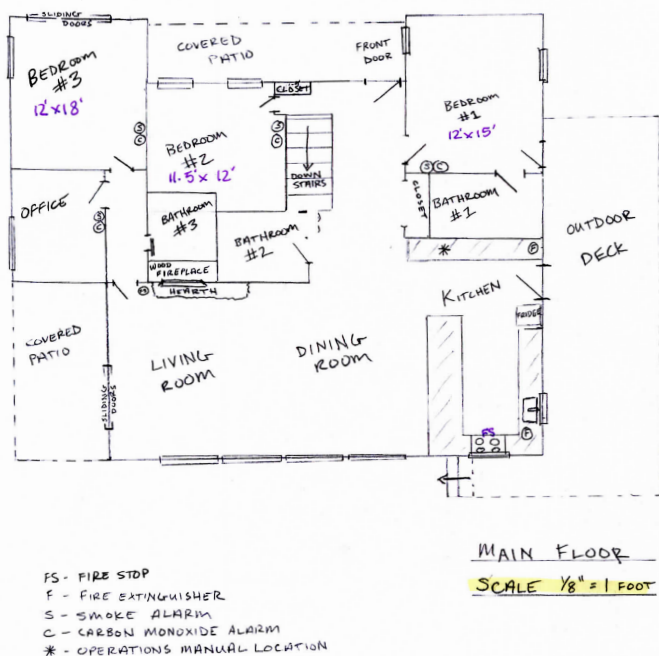 SLIDING
DOORS
COVERED
PATIO
FRONT
DOOR
BEDROOM
#3
12' x 18'
CLOSET
BEDROOM
#1
12' x 15'
S
C
S
C
BEDROOM
#2
11.5' x 12'
DOWN
STAIRS
S C
OFFICE
S
C
BATHROOM
#3
BATHROOM
#2
CLOSET
BATHROOM
#1
OUTDOOR
DECK
*
F
WOOD
FIREPLACE
HEARTH
KITCHEN
FRIDGE
COVERED
PATIO
LIVING
ROOM
DINING
ROOM
SLIDING
DOORS
FS
F
MAIN FLOOR
SCALE 1/8" = 1 FOOT
FS - FIRE STOP
F - FIRE EXTINGUISHER
S - SMOKE ALARM
C - CARBON MONOXIDE ALARM
* - OPERATIONS MANUAL LOCATION